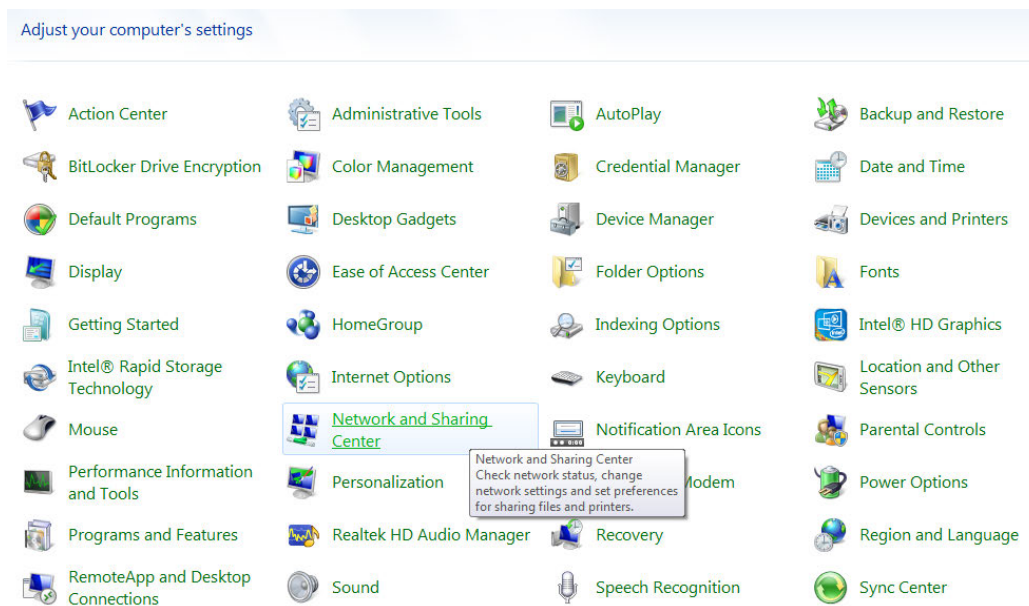 Adjust your computer's settings
Action Center
Administrative Tools
AutoPlay
Backup and Restore
BitLocker Drive Encryption
Color Management
Credential Manager
Date and Time
Default Programs
Desktop Gadgets
Device Manager
Devices and Printers
Display
Ease of Access Center
Folder Options
Fonts
Getting Started
HomeGroup
Indexing Options
Intel® HD Graphics
Intel® Rapid Storage
Technology
Internet Options
Keyboard
Location and Other
Sensors
Mouse
Network and Sharing
Center
Notification Area Icons
Parental Controls
Performance Information
and Tools
Personalization
Network and Sharing Center
Check network status, change
network settings and set preferences
for sharing files and printers.
Modem
Power Options
Programs and Features
Realtek HD Audio Manager
Recovery
Region and Language
RemoteApp and Desktop
Connections
Sound
Speech Recognition
Sync Center